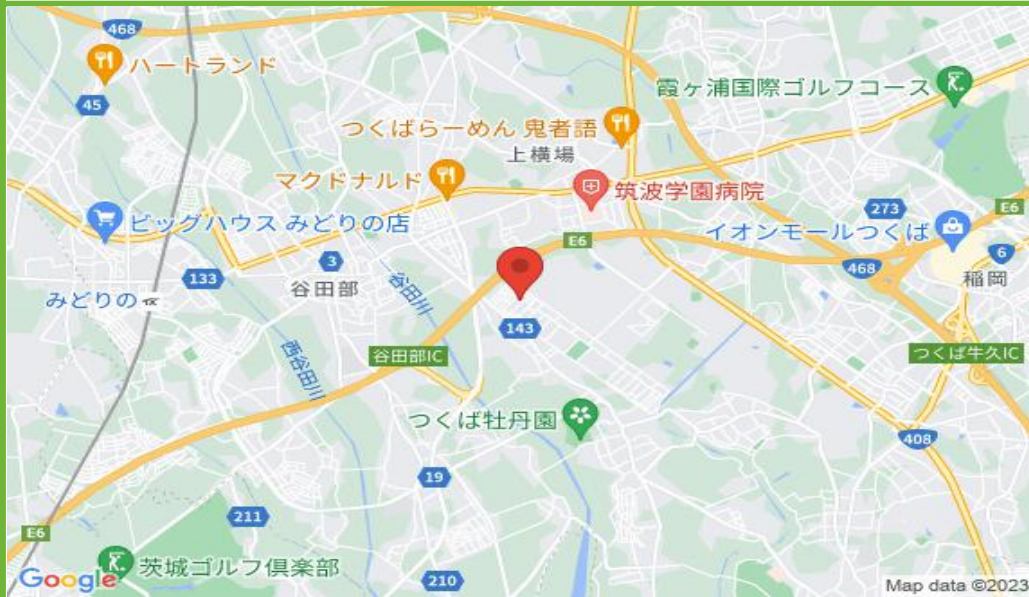 468
ハートランド
45
霞ヶ浦国際ゴルフコース
つくばらーめん 鬼者語
上横場
マクドナルド
筑波学園病院
ビッグハウス みどりの店
E6
273
E6
イオンモールつくば
6
3
133
谷田部
谷田川
468
稲岡
みどりの 駅
143
谷田部IC
西谷田川
つくば牛久IC
つくば牡丹園
408
19
211
E6
茨城ゴルフ倶楽部
Google
210
Map data ©2023